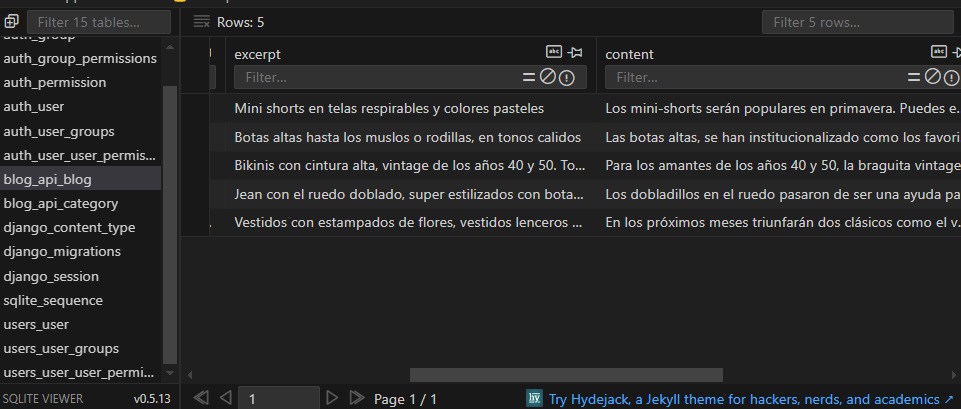 Filter 15 tables...
Rows: 5
Filter 5 rows...
auth_group
auth_group_permissions
auth_permission
auth_user
auth_user_groups
auth_user_user_permis...
blog_api_blog
blog_api_category
django_content_type
django_migrations
django_session
sqlite_sequence
users_user
users_user_groups
users_user_user_permi...
SQLITE VIEWER v0.5.13
excerpt content
Filter... Filter...
Mini shorts en telas respirables y colores pasteles Los mini-shorts serán populares en primavera. Puedes e...
Botas altas hasta los muslos o rodillas, en tonos calidos Las botas altas, se han institucionalizado como los favori
Bikinis con cintura alta, vintage de los años 40 y 50. To... Para los amantes de los años 40 y 50, la braguita vintage
Jean con el ruedo doblado, super estilizados con bota... Los dobladillos en el ruedo pasaron de ser una ayuda pa
Vestidos con estampados de flores, vestidos lenceros ... En los próximos meses triunfarán dos clásicos como el v...
1 Page 1 / 1
Try Hydejack, a Jekyll theme for hackers, nerds, and academics ↗